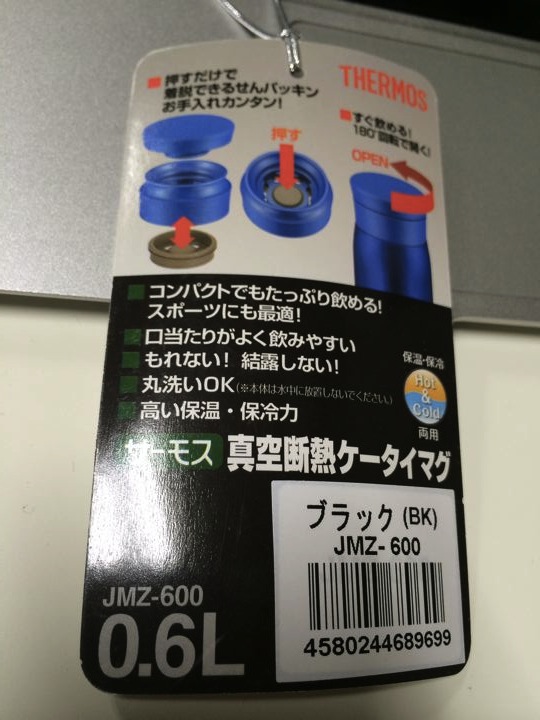 THERMOS
■押すだけで
着脱できるせんパッキン
お手入れカンタン!
■すぐ飲める!
180°回転で開く!
押す
OPEN
■コンパクトでもたっぷり飲める!
スポーツにも最適!
■口当たりがよく飲みやすい
■もれない! 結露しない!
■丸洗いOK(※本体は水中に放置しないでください。)
■高い保温・保冷力
保温・保冷
Hot
&
Cold
両用
サーモス 真空断熱ケータイマグ
ブラック (BK)
JMZ- 600
4580244689699
JMZ-600
0.6L